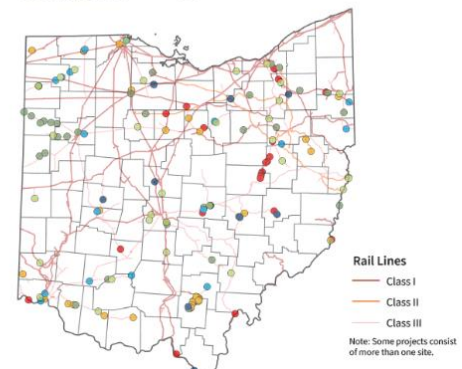 Rail Lines
Class I
Class II
Class III
Note: Some projects consist
of more than one site.